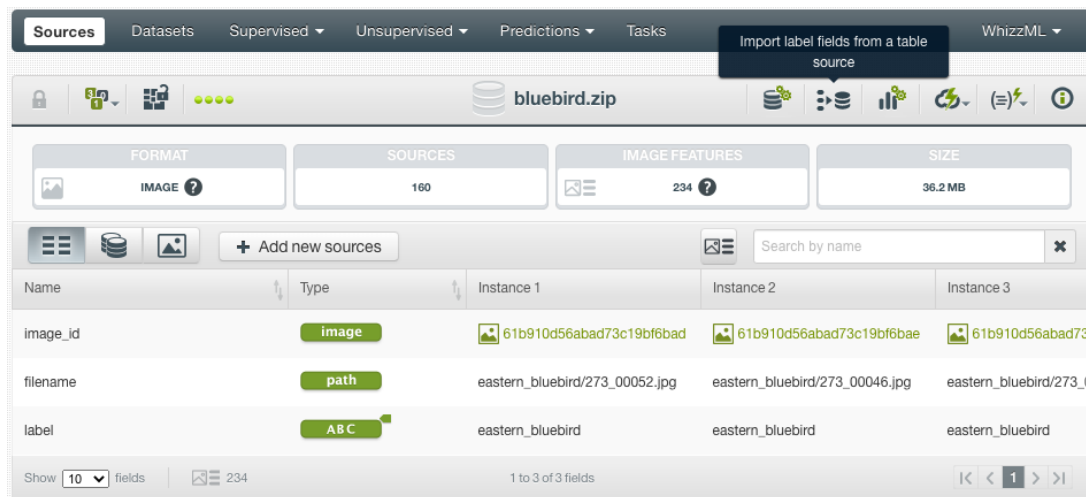 Sources Datasets Supervised Unsupervised Predictions Tasks WhizzML
Import label fields from a table
source
bluebird.zip
FORMAT SOURCES IMAGE FEATURES SIZE
IMAGE ? 160 234 ? 36.2 MB
+ Add new sources Search by name
Name Type Instance 1 Instance 2 Instance 3
image_id image 61b910d56abad73c19bf6bad 61b910d56abad73c19bf6bae 61b910d56abad73
filename path eastern_bluebird/273_00052.jpg eastern_bluebird/273_00046.jpg eastern_bluebird/273_
label ABC eastern_bluebird eastern_bluebird eastern_bluebird
Show 10 fields 234 1 to 3 of 3 fields 1